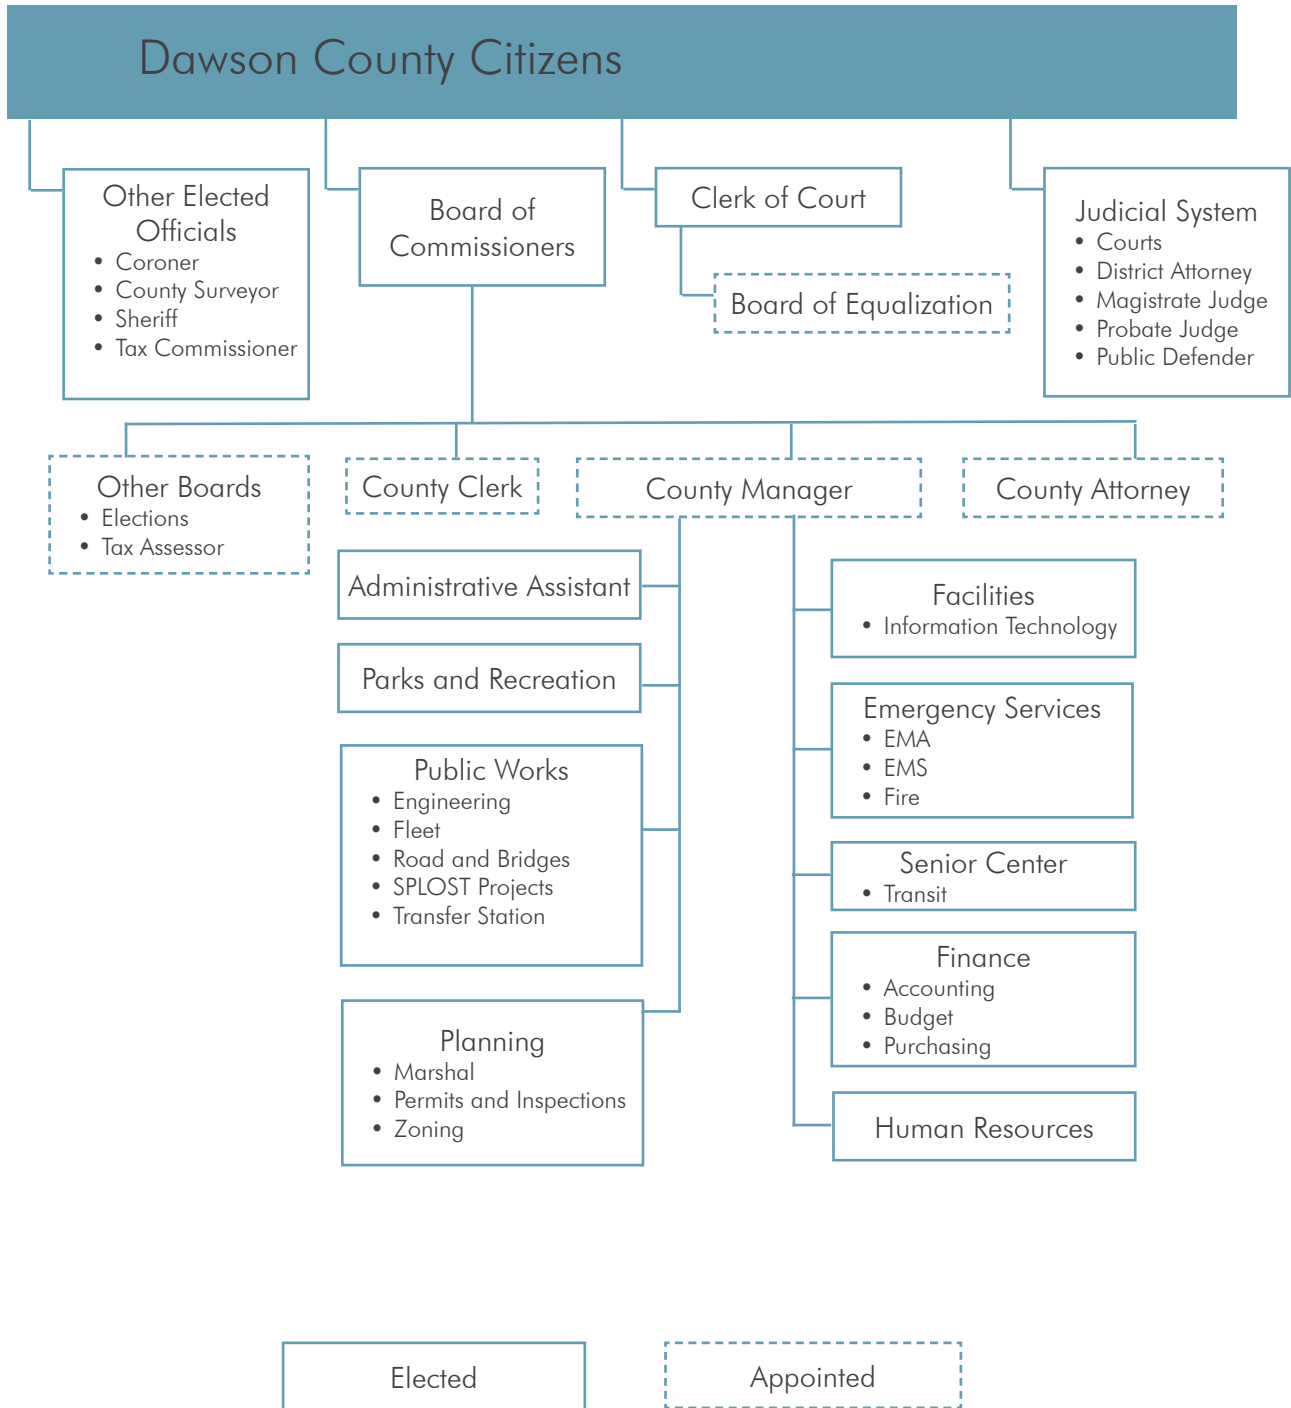 Dawson County Citizens
Other Elected
Officials
• Coroner
• County Surveyor
• Sheriff
• Tax Commissioner
Board of
Commissioners
Clerk of Court
Board of Equalization
Judicial System
• Courts
• District Attorney
• Magistrate Judge
• Probate Judge
• Public Defender
Other Boards
• Elections
• Tax Assessor
County Clerk
County Manager
County Attorney
Administrative Assistant
Parks and Recreation
Public Works
• Engineering
• Fleet
• Road and Bridges
• SPLOST Projects
• Transfer Station
Planning
• Marshal
• Permits and Inspections
• Zoning
Facilities
• Information Technology
Emergency Services
• EMA
• EMS
• Fire
Senior Center
• Transit
Finance
• Accounting
• Budget
• Purchasing
Human Resources
Elected
Appointed